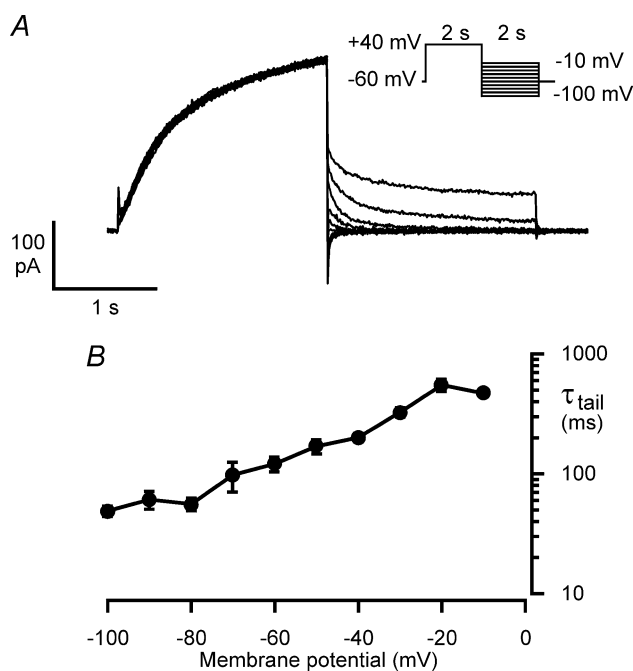 A
2 s 2 s
+40 mV
-10 mV
-60 mV
-100 mV
100
pA
1 s
B
1000
τtail
(ms)
100
10
-100 -80 -60 -40 -20 0
Membrane potential (mV)